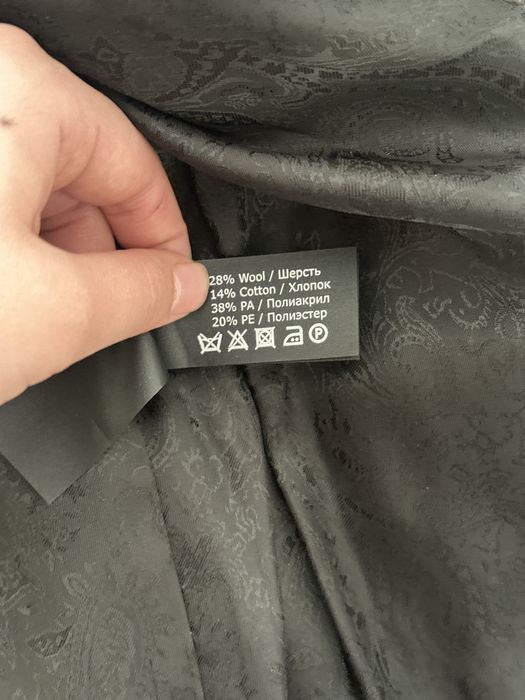 28% Wool / Шерсть
14% Cotton / Хлопок
38% PA / Полиакрил
20% PE / Полиэстер
P